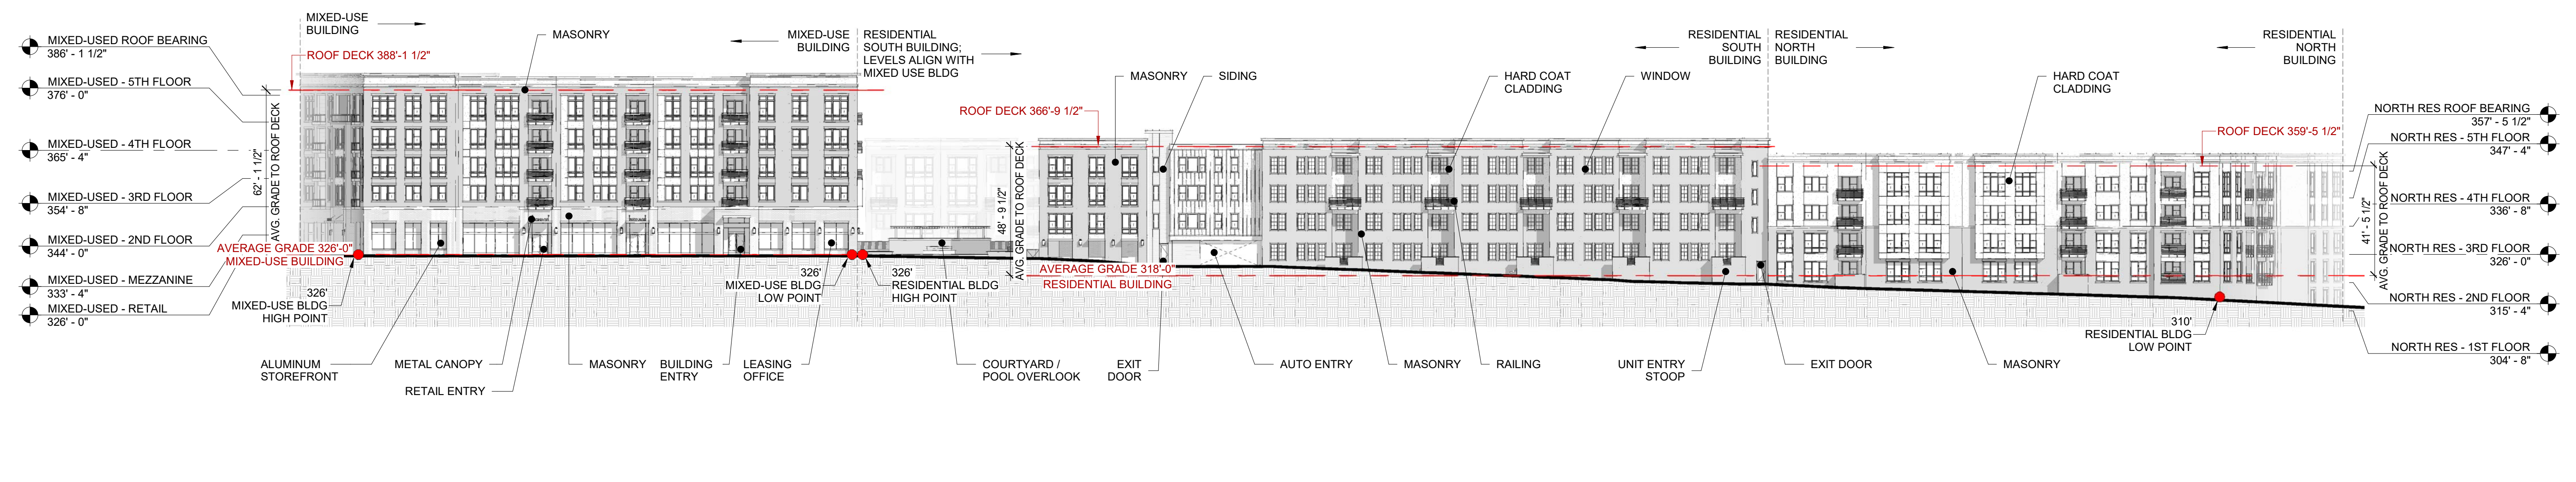 MIXED-USE
BUILDING
MIXED-USED ROOF BEARING
386' - 1 1/2"
MIXED-USED - 5TH FLOOR
376' - 0"
MIXED-USED - 4TH FLOOR
365' - 4"
MIXED-USED - 3RD FLOOR
354' - 8"
MIXED-USED - 2ND FLOOR
344' - 0"
MIXED-USED - MEZZANINE
333' - 4"
MIXED-USED - RETAIL
326' - 0"
ROOF DECK 388'-1 1/2"
62' - 1 1/2"
AVG. GRADE TO ROOF DECK
AVERAGE GRADE 326'-0"
MIXED-USE BUILDING
326'
MIXED-USE BLDG
HIGH POINT
MASONRY
MIXED-USE
BUILDING
RESIDENTIAL
SOUTH BUILDING;
LEVELS ALIGN WITH
MIXED USE BLDG
ALUMINUM
STOREFRONT
METAL CANOPY
RETAIL ENTRY
MASONRY
BUILDING
ENTRY
LEASING
OFFICE
326'
MIXED-USE BLDG
LOW POINT
326'
RESIDENTIAL BLDG
HIGH POINT
COURTYARD /
POOL OVERLOOK
ROOF DECK 366'-9 1/2"
48' - 9 1/2"
AVG. GRADE TO ROOF DECK
AVERAGE GRADE 318'-0"
RESIDENTIAL BUILDING
MASONRY
SIDING
EXIT
DOOR
AUTO ENTRY
HARD COAT
CLADDING
WINDOW
MASONRY
RAILING
UNIT ENTRY
STOOP
RESIDENTIAL
SOUTH
BUILDING
RESIDENTIAL
NORTH
BUILDING
EXIT DOOR
HARD COAT
CLADDING
MASONRY
RESIDENTIAL
NORTH
BUILDING
ROOF DECK 359'-5 1/2"
41' - 5 1/2"
AVG. GRADE TO ROOF DECK
310'
RESIDENTIAL BLDG
LOW POINT
NORTH RES ROOF BEARING
357' - 5 1/2"
NORTH RES - 5TH FLOOR
347' - 4"
NORTH RES - 4TH FLOOR
336' - 8"
NORTH RES - 3RD FLOOR
326' - 0"
NORTH RES - 2ND FLOOR
315' - 4"
NORTH RES - 1ST FLOOR
304' - 8"